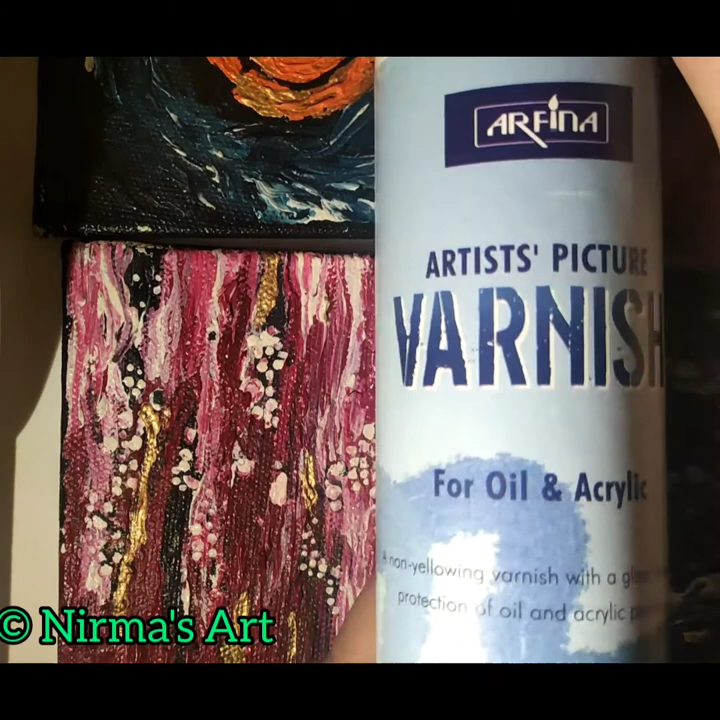 ARFINA
ARTISTS' PICTURE
VARNISH
For Oil & Acrylic
A non-yellowing varnish with a
protection of oil and acrylic
© Nirma's Art